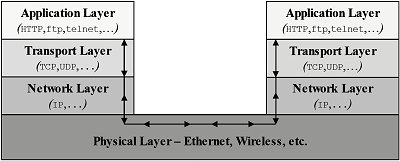 Application Layer
(HTTP,ftp,telnet,...)
Transport Layer
(TCP,UDP,...)
Network Layer
(IP,...)
Application Layer
(HTTP,ftp,telnet,...)
Transport Layer
(TCP,UDP,...)
Network Layer
(IP,...)
Physical Layer – Ethernet, Wireless, etc.